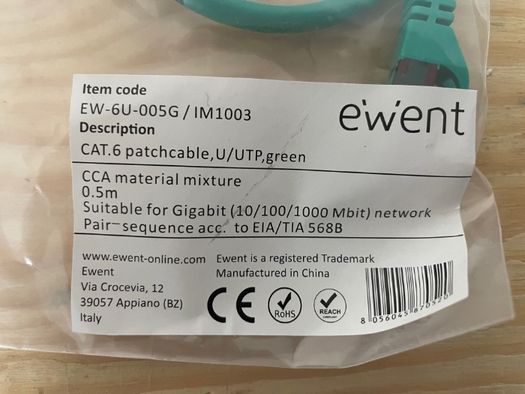 Item code
EW-6U-005G / IM1003
ewent
Description
CAT.6 patchcable,U/UTP,green
CCA material mixture
0.5m
Suitable for Gigabit (10/100/1000 Mbit) network
Pair-sequence acc. to EIA/TIA 568B
www.ewent-online.com
Ewent
Via Crocevia, 12
39057 Appiano (BZ)
Italy
Ewent is a registered Trademark
Manufactured in China
CE
RoHS
REACH
COMPLIANT